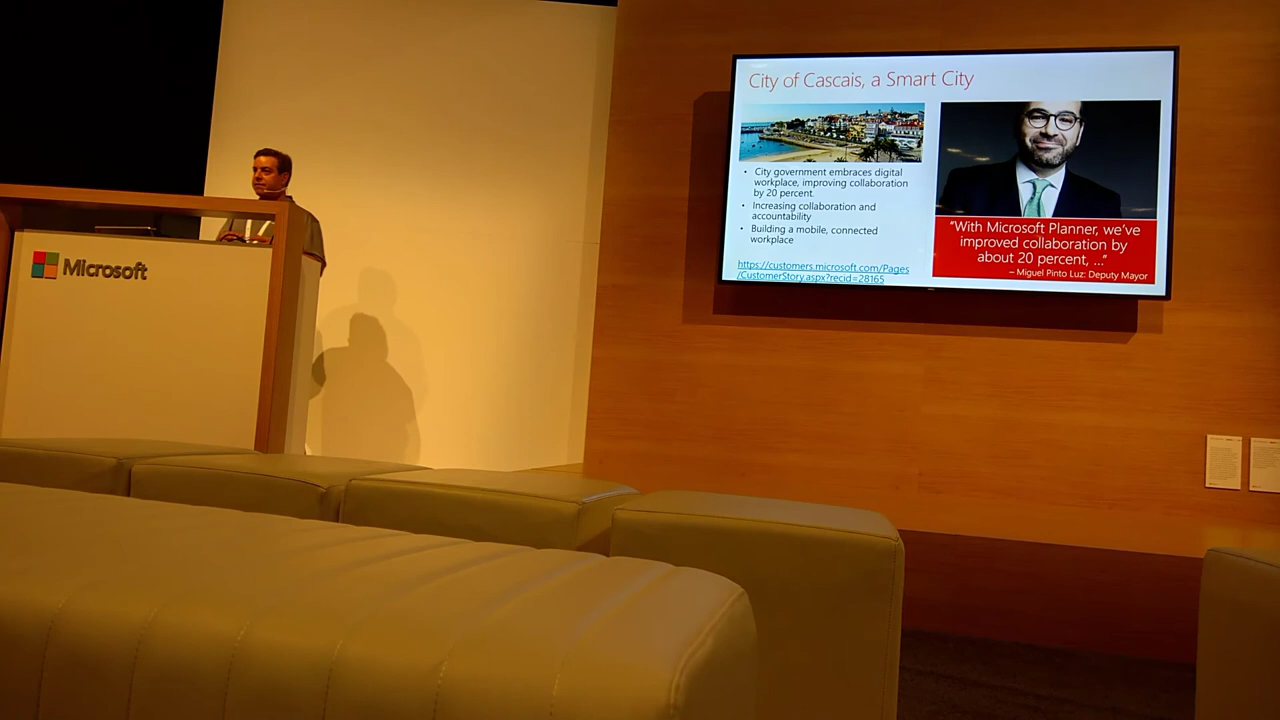 Microsoft
City of Cascais, a Smart City
• City government embraces digital
workplace, improving collaboration
by 20 percent.
• Increasing collaboration and
accountability
• Building a mobile, connected
workplace
https://customers.microsoft.com/Pages
/CustomerStory.aspx?recid=28165
"With Microsoft Planner, we've
improved collaboration by
about 20 percent, ..."
– Miguel Pinto Luz: Deputy Mayor